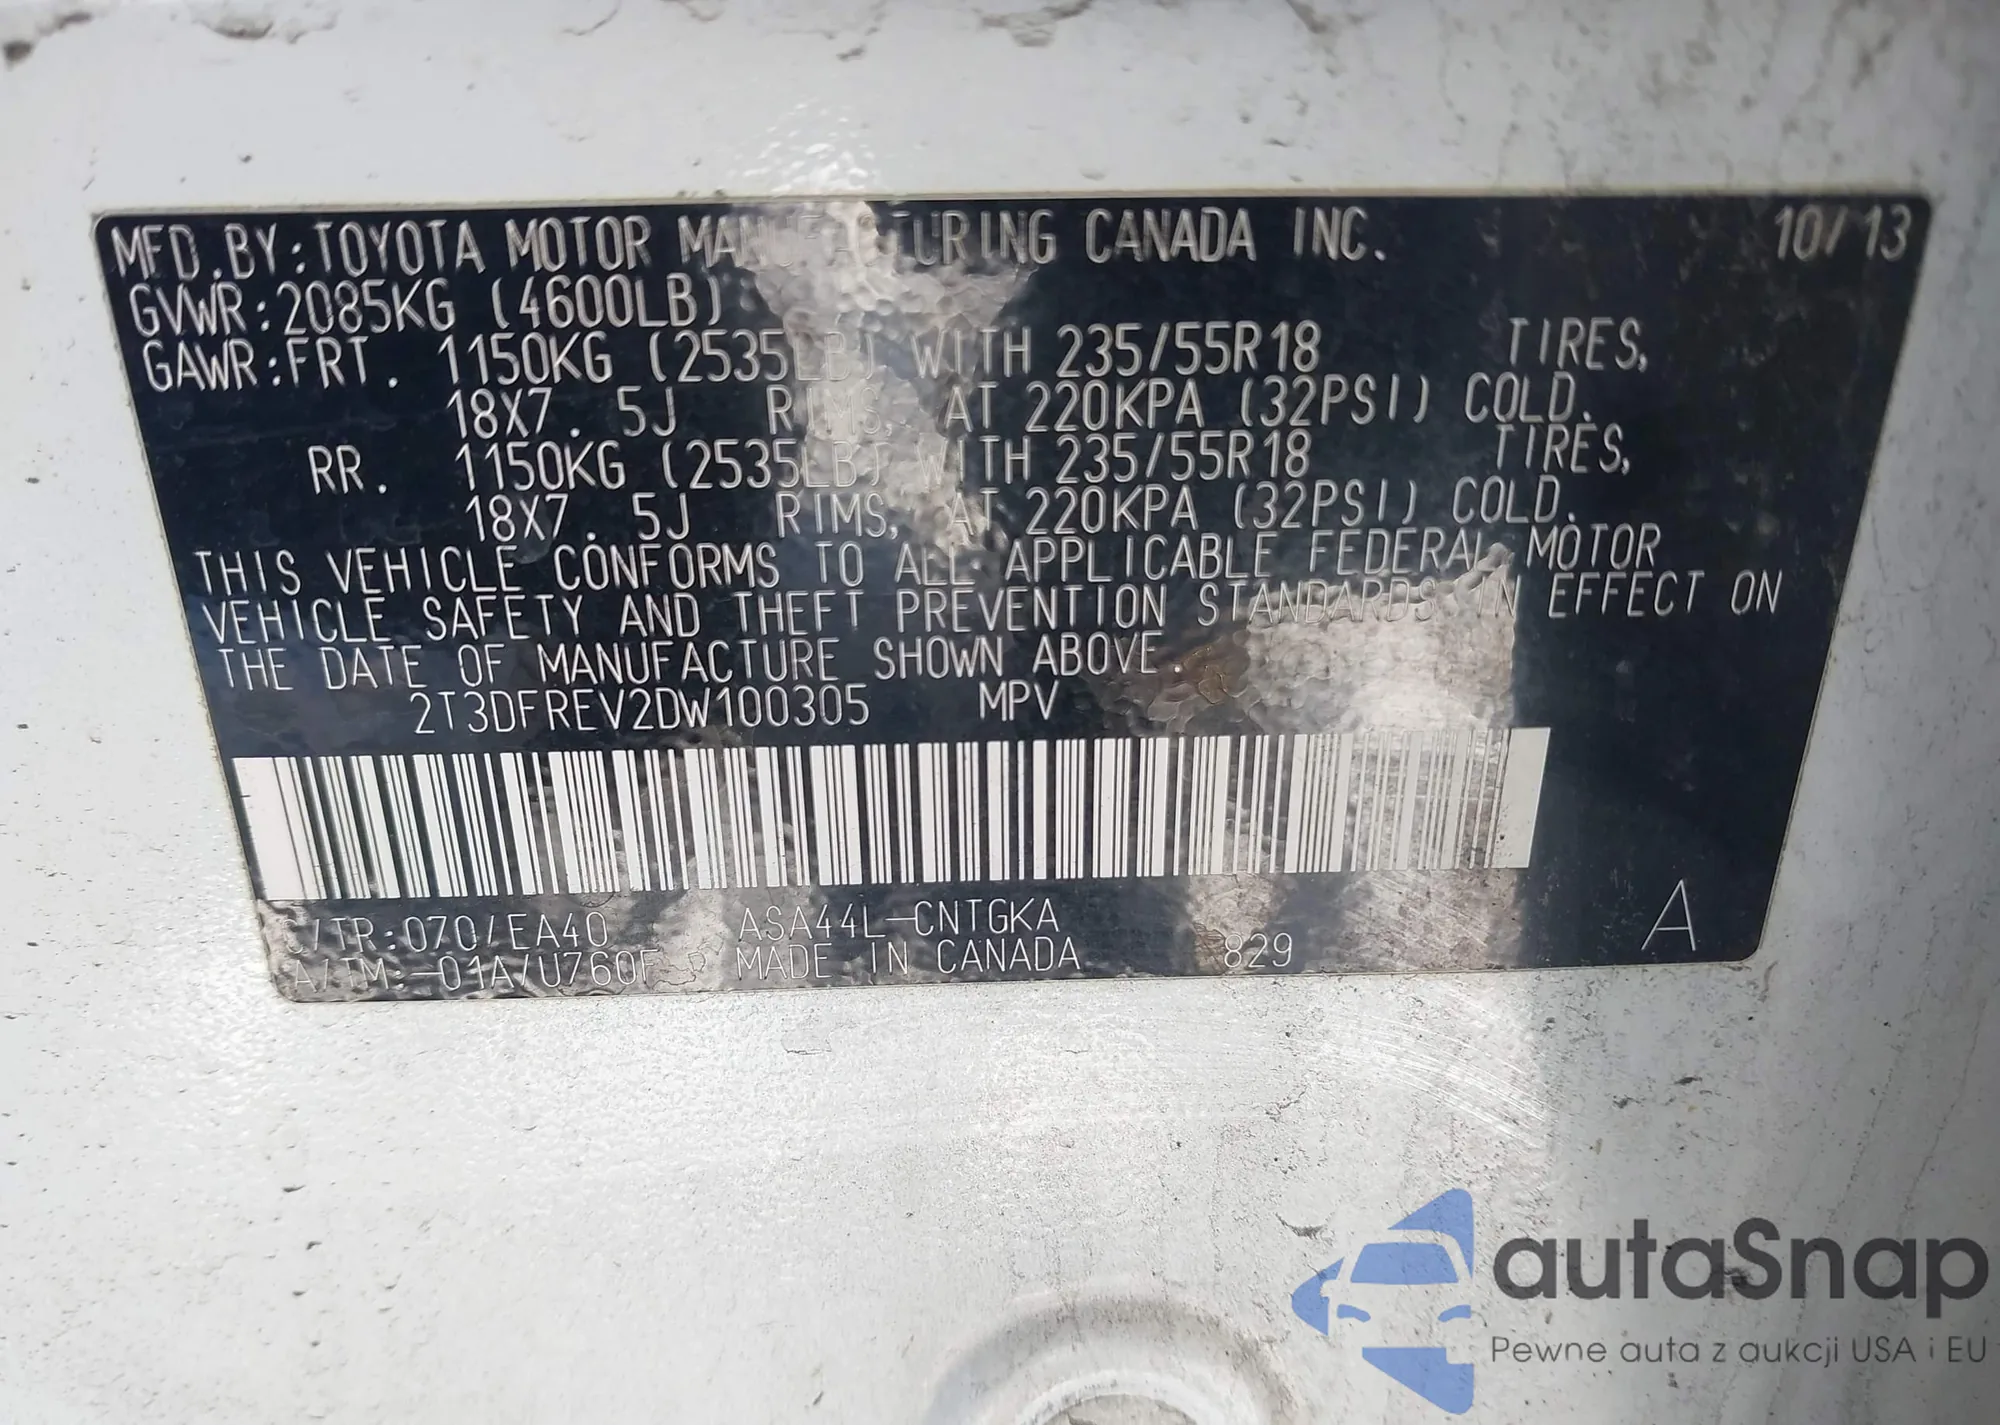 MFD.BY:TOYOTA MOTOR MANUFACTURING CANADA INC. 10/13
GVWR:2085KG (4600LB)
GAWR:FRT. 1150KG (2535LB) WITH 235/55R18 TIRES,
18X7.5J RIMS, AT 220KPA (32PSI) COLD.
RR. 1150KG (2535LB) WITH 235/55R18 TIRES,
18X7.5J RIMS, AT 220KPA (32PSI) COLD.
THIS VEHICLE CONFORMS TO ALL APPLICABLE FEDERAL MOTOR
VEHICLE SAFETY AND THEFT PREVENTION STANDARDS IN EFFECT ON
THE DATE OF MANUFACTURE SHOWN ABOVE.
2T3DFREV2DW100305 MPV
C/TR:070/EA40 ASA44L-CNTGKA
A/TM:-01A/U760F MADE IN CANADA 829 A
autaSnap
Pewne auta z aukcji USA i EU